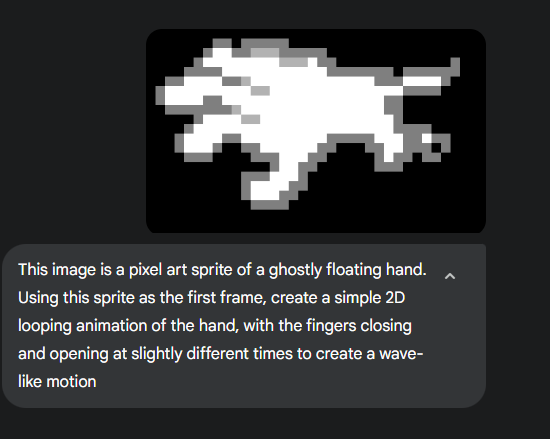 This image is a pixel art sprite of a ghostly floating hand.
Using this sprite as the first frame, create a simple 2D
looping animation of the hand, with the fingers closing
and opening at slightly different times to create a wave-
like motion